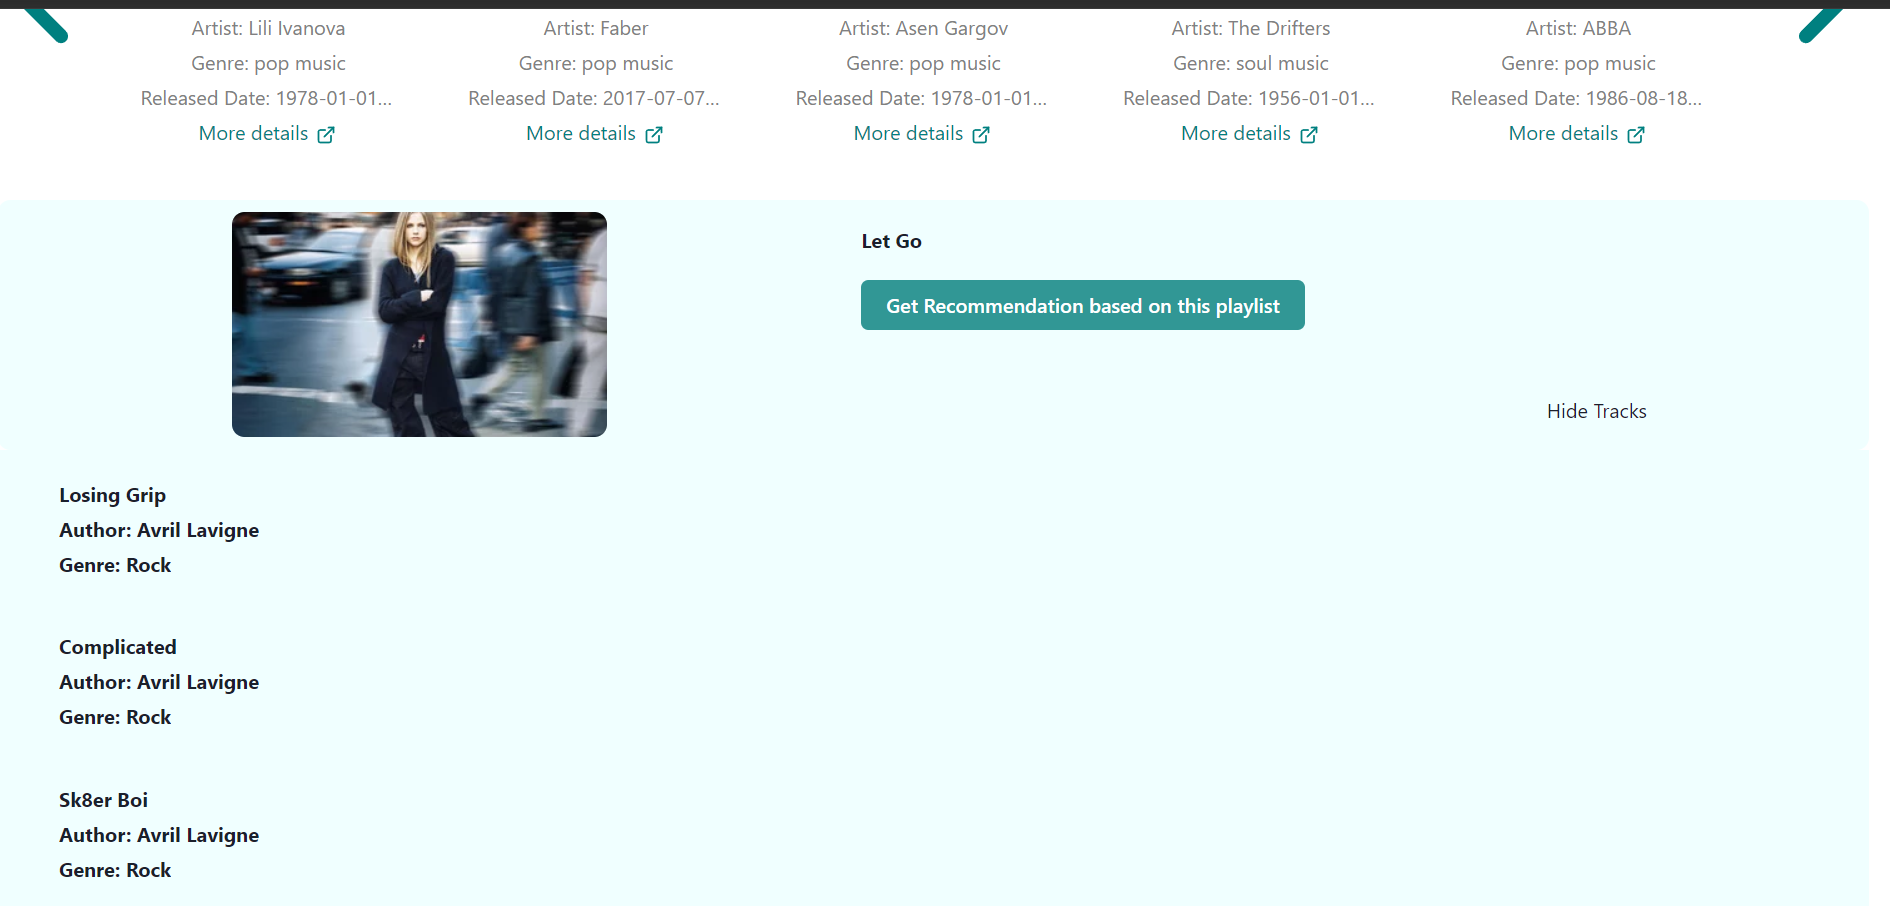 Artist: Lili Ivanova
Genre: pop music
Released Date: 1978-01-01...
More details
Artist: Faber
Genre: pop music
Released Date: 2017-07-07...
More details
Artist: Asen Gargov
Genre: pop music
Released Date: 1978-01-01...
More details
Artist: The Drifters
Genre: soul music
Released Date: 1956-01-01...
More details
Artist: ABBA
Genre: pop music
Released Date: 1986-08-18...
More details
Let Go
Get Recommendation based on this playlist
Hide Tracks
Losing Grip
Author: Avril Lavigne
Genre: Rock
Complicated
Author: Avril Lavigne
Genre: Rock
Sk8er Boi
Author: Avril Lavigne
Genre: Rock